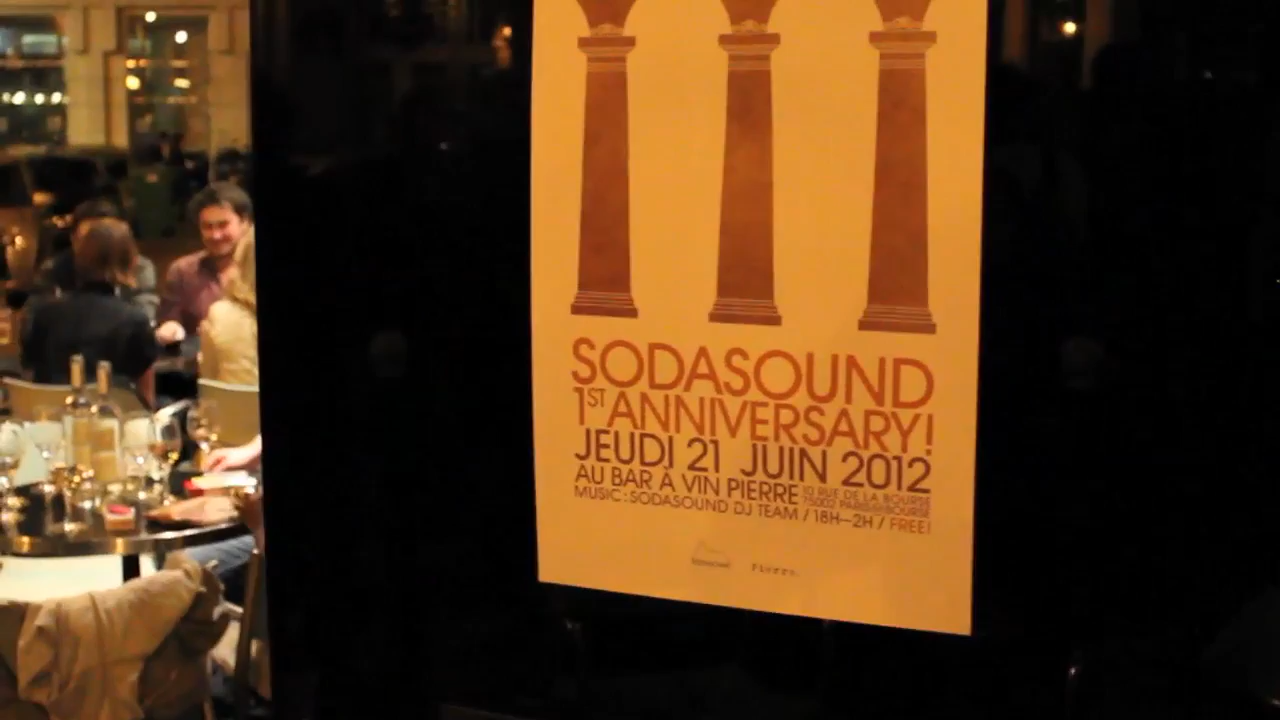 SODASOUND
1ST ANNIVERSARY!
JEUDI 21 JUIN 2012
AU BAR À VIN PIERRE 10 RUE DE LA BOURSE
75002 PARIS@BOURSE
MUSIC : SODASOUND DJ TEAM / 18H–2H / FREE!